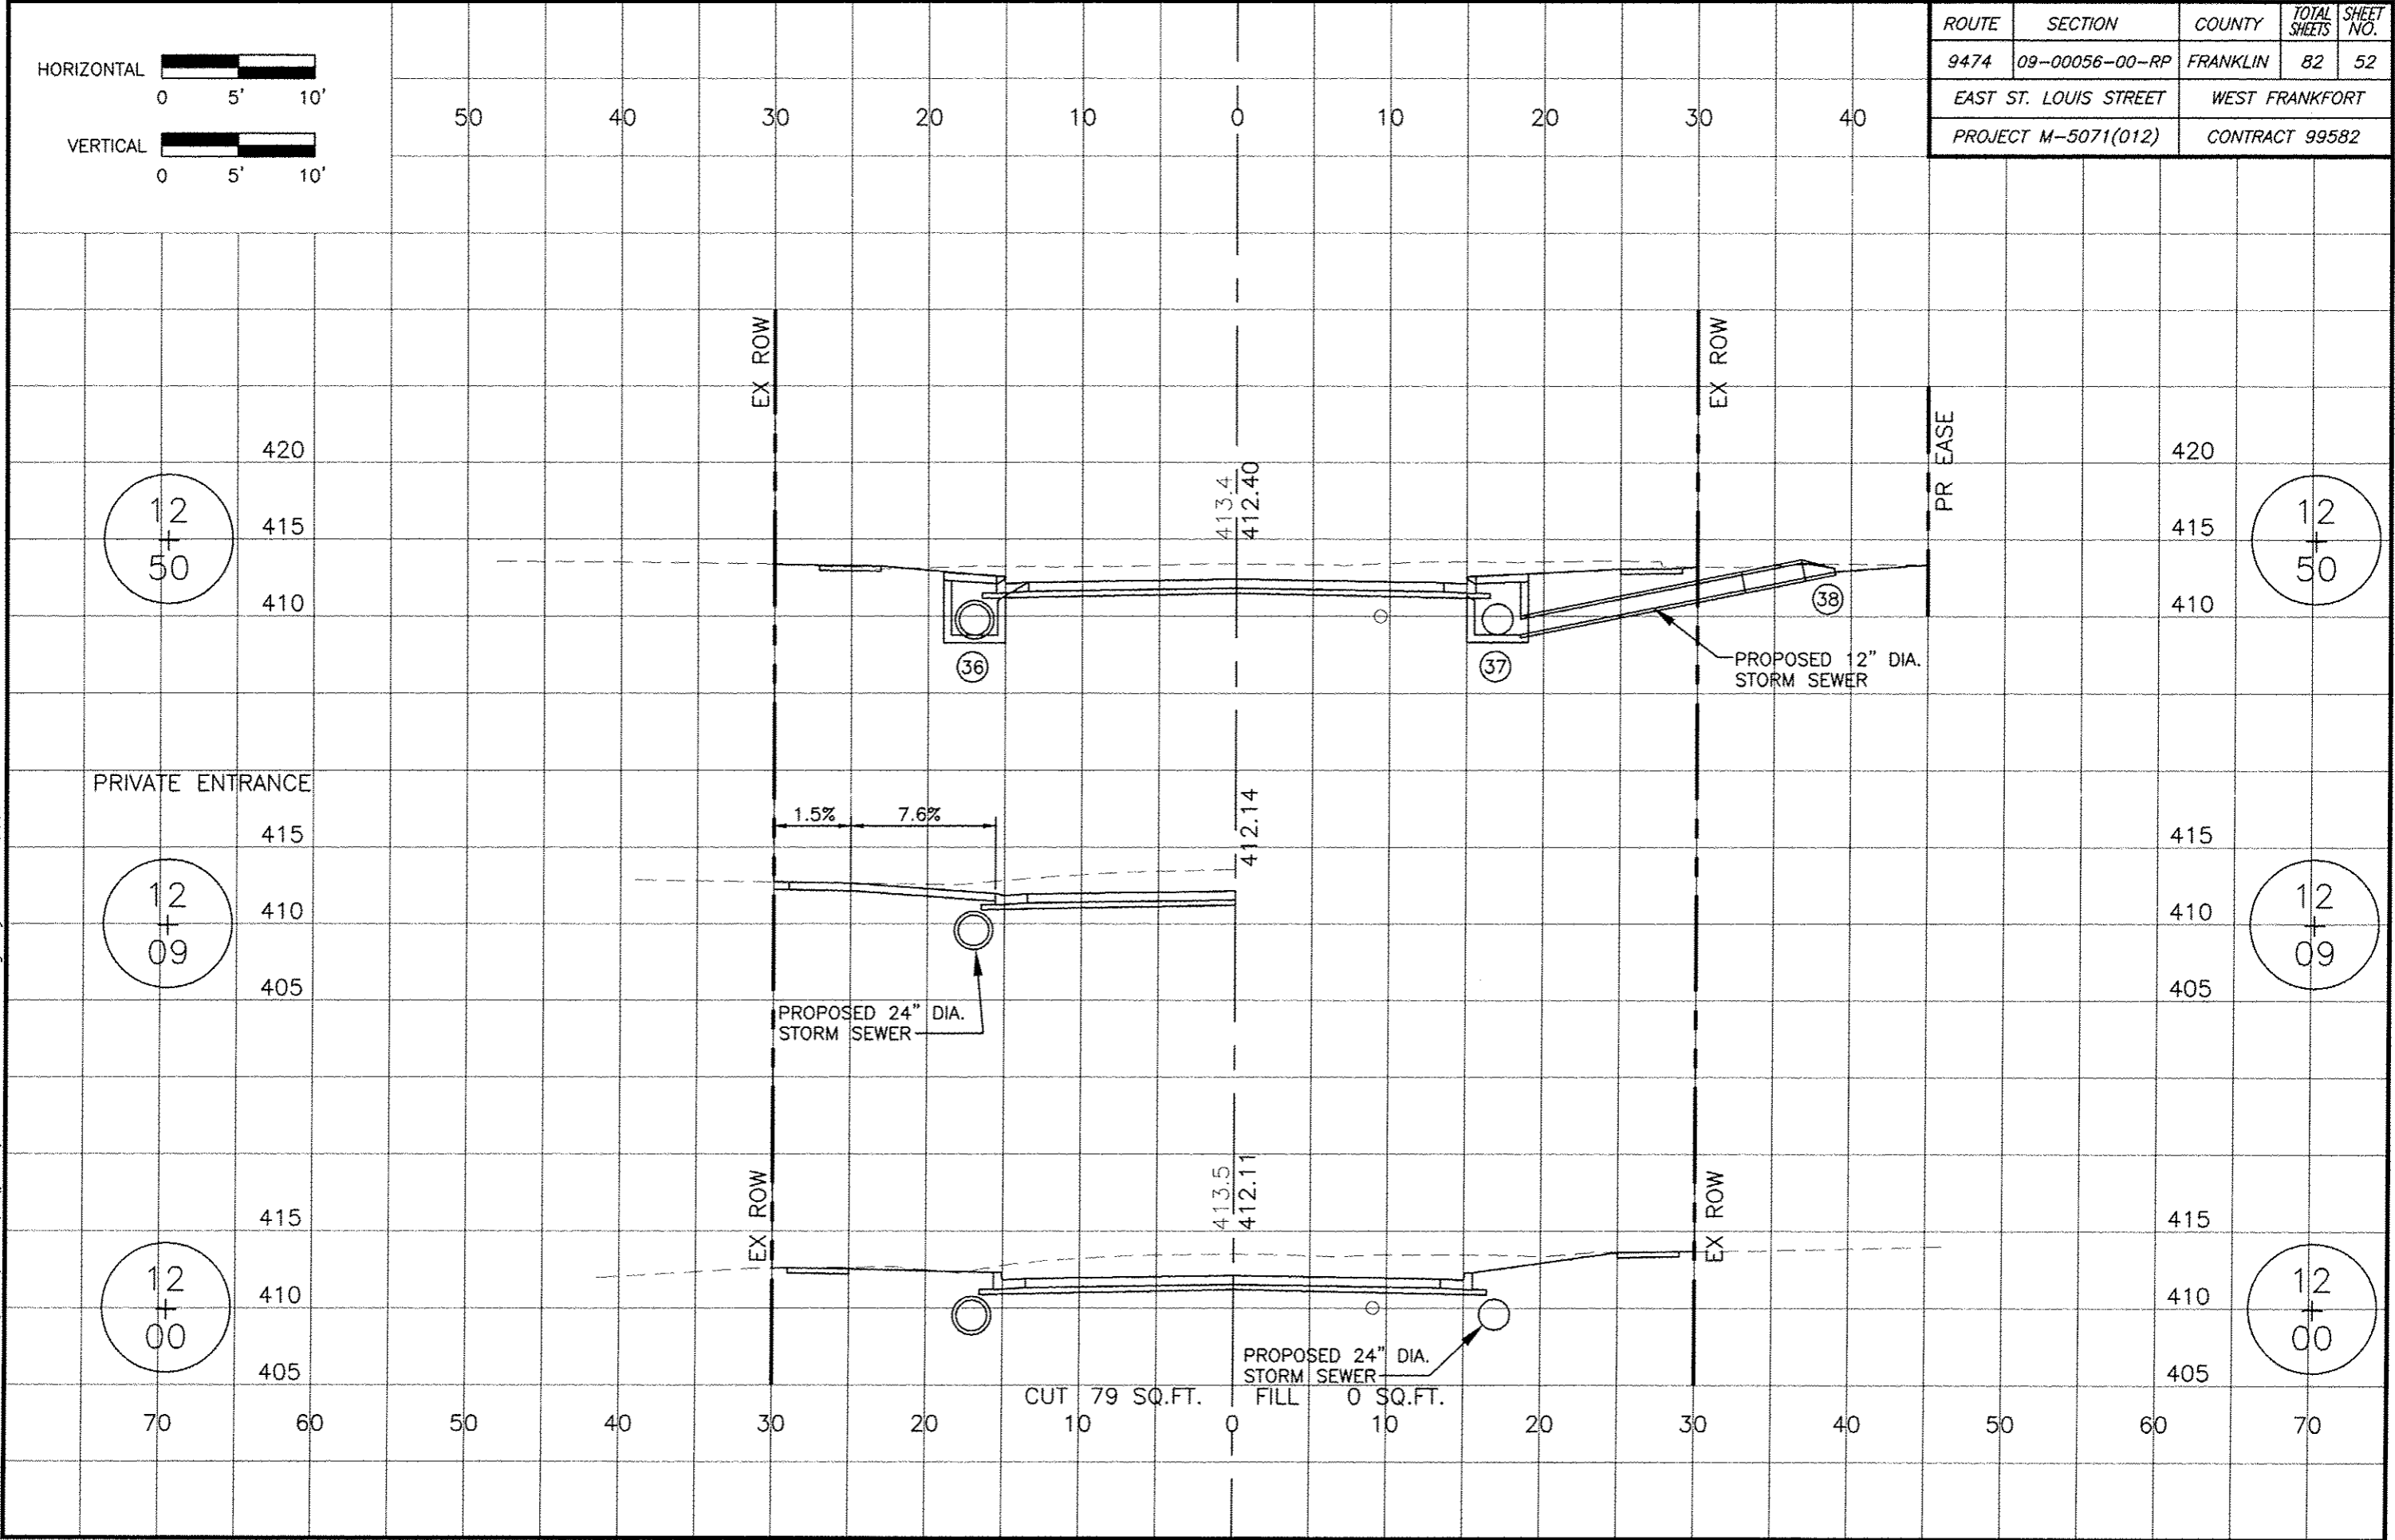 ROUTE SECTION COUNTY TOTAL SHEETS SHEET NO.
9474 09-00056-00-RP FRANKLIN 82 52
EAST ST. LOUIS STREET WEST FRANKFORT
PROJECT M-5071(012) CONTRACT 99582
HORIZONTAL
0 5' 10'
VERTICAL
0 5' 10'
50 40 30 20 10 0 10 20 30 40
EX ROW
EX ROW
PR EASE
420
413.4
412.40
420
12
+
50
415
415
12
+
50
410
410
36
37
38
PROPOSED 12" DIA.
STORM SEWER
PRIVATE ENTRANCE
1.5% 7.6%
412.14
415
415
12
+
09
410
410
12
+
09
405
405
PROPOSED 24" DIA.
STORM SEWER
EX ROW
413.5
412.11
EX ROW
415
415
12
+
00
410
410
12
+
00
405
405
PROPOSED 24" DIA.
STORM SEWER
CUT 79 SQ.FT. FILL 0 SQ.FT.
70 60 50 40 30 20 10 0 10 20 30 40 50 60 70